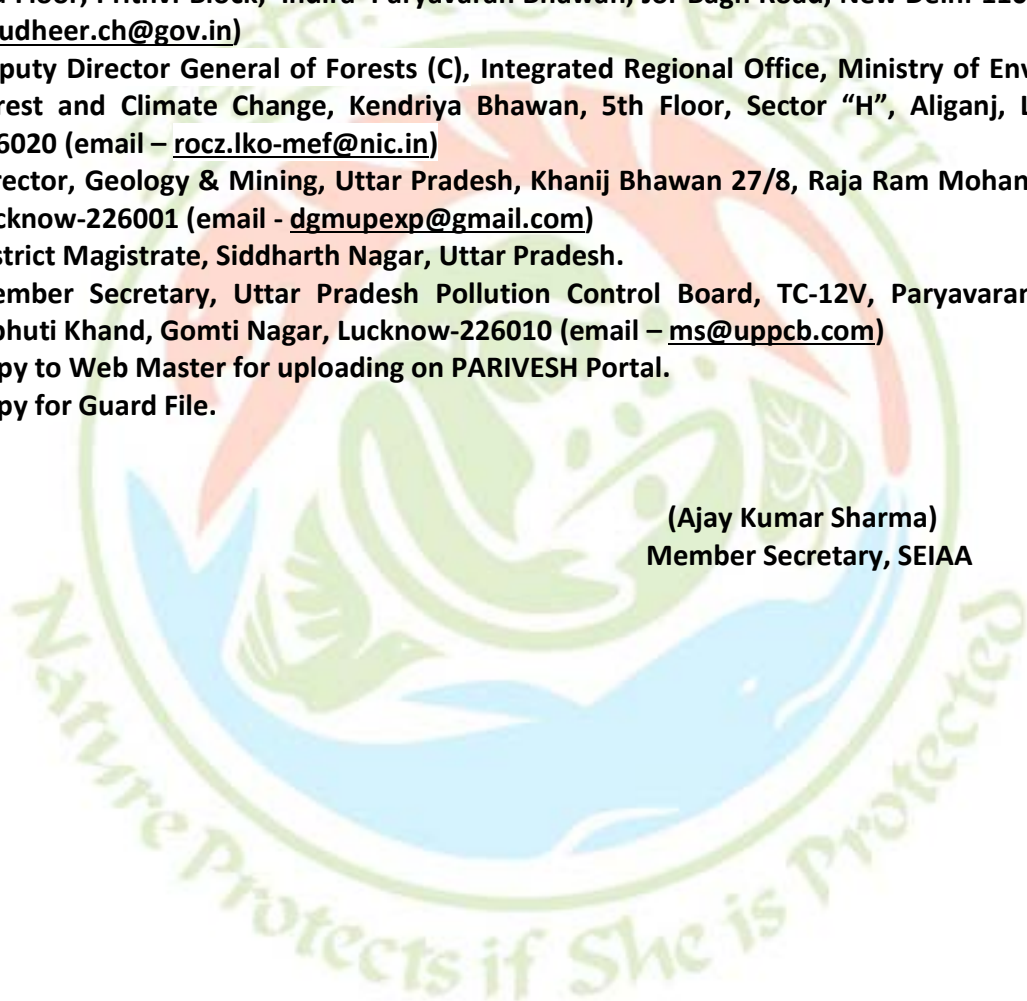 Floor, Prithvi Block, Indira Paryavaran Bhawan, Jor Bagh Road, New Delhi
udheer.ch@gov.in)
puty Director General of Forests (C), Integrated Regional Office, Ministry of Env
rest and Climate Change, Kendriya Bhawan, 5th Floor, Sector “H”, Aliganj, L
6020 (email – rocz.lko-mef@nic.in)
rector, Geology & Mining, Uttar Pradesh, Khanij Bhawan 27/8, Raja Ram Mohan
cknow-226001 (email - dgmupexp@gmail.com)
strict Magistrate, Siddharth Nagar, Uttar Pradesh.
ember Secretary, Uttar Pradesh Pollution Control Board, TC-12V, Paryavaran
bhuti Khand, Gomti Nagar, Lucknow-226010 (email – ms@uppcb.com)
py to Web Master for uploading on PARIVESH Portal.
py for Guard File.
(Ajay Kumar Sharma)
Member Secretary, SEIAA
Nature Protects if She is Protected